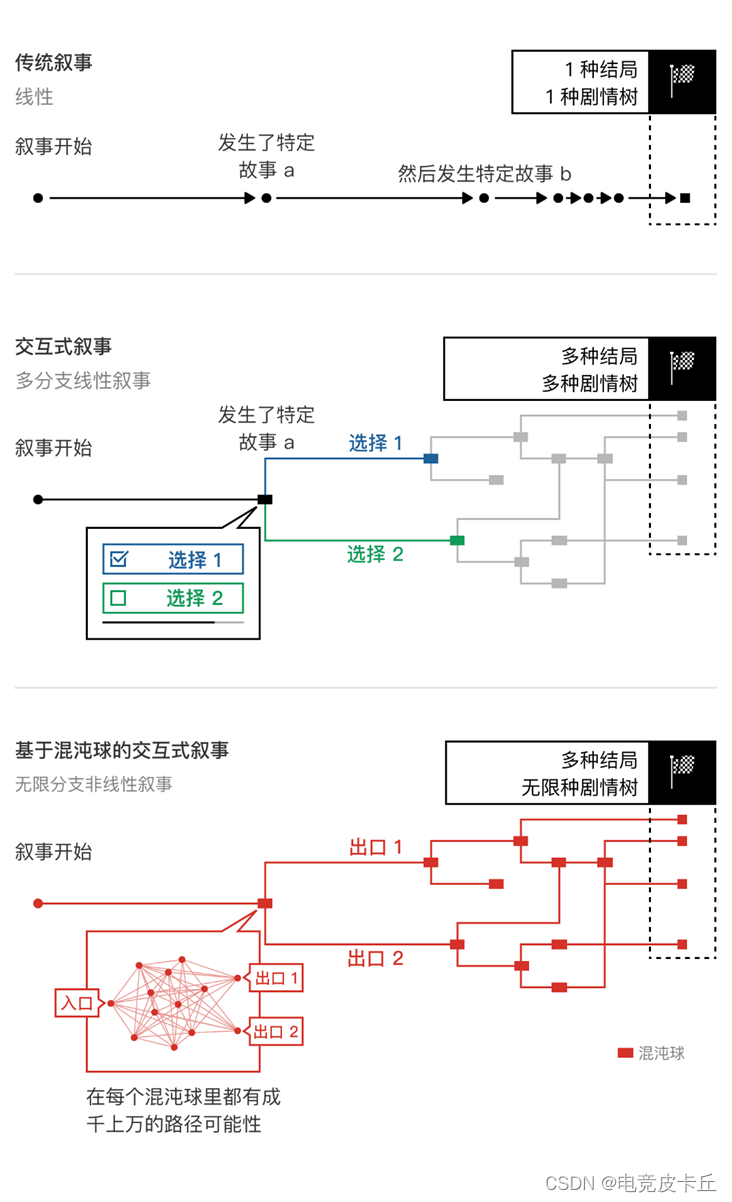 传统叙事
线性
1 种结局
1 种剧情树
叙事开始
发生了特定
故事 a
然后发生特定故事 b
交互式叙事
多分支线性叙事
多种结局
多种剧情树
叙事开始
发生了特定
故事 a
选择 1
选择 2
选择 1
选择 2
基于混沌球的交互式叙事
无限分支非线性叙事
多种结局
无限种剧情树
叙事开始
出口 1
出口 2
入口
出口 1
出口 2
混沌球
在每个混沌球里都有成
千上万的路径可能性
CSDN @电竞皮卡丘